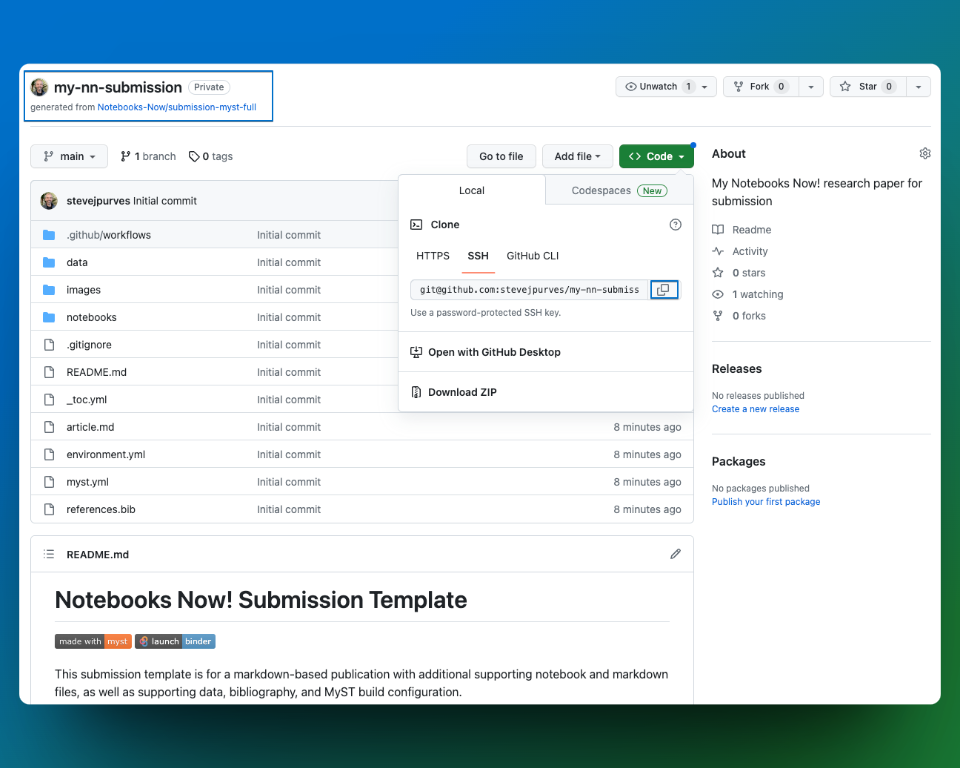 my-nn-submission Private
generated from Notebooks-Now/submission-myst-full
Unwatch 1
Fork 0
Star 0
main
1 branch
0 tags
Go to file
Add file
Code
stevejpurves Initial commit
.github/workflows Initial commit
data Initial commit
images Initial commit
notebooks Initial commit
.gitignore Initial commit
README.md Initial commit
_toc.yml Initial commit
article.md Initial commit 8 minutes ago
environment.yml Initial commit 8 minutes ago
myst.yml Initial commit 8 minutes ago
references.bib Initial commit 8 minutes ago
Local
Codespaces New
Clone
HTTPS SSH GitHub CLI
git@github.com:stevejpurves/my-nn-submiss
Use a password-protected SSH key.
Open with GitHub Desktop
Download ZIP
About
My Notebooks Now! research paper for
submission
Readme
Activity
0 stars
1 watching
0 forks
Releases
No releases published
Create a new release
Packages
No packages published
Publish your first package
README.md
Notebooks Now! Submission Template
made with myst launch binder
This submission template is for a markdown-based publication with additional supporting notebook and markdown
files, as well as supporting data, bibliography, and MyST build configuration.